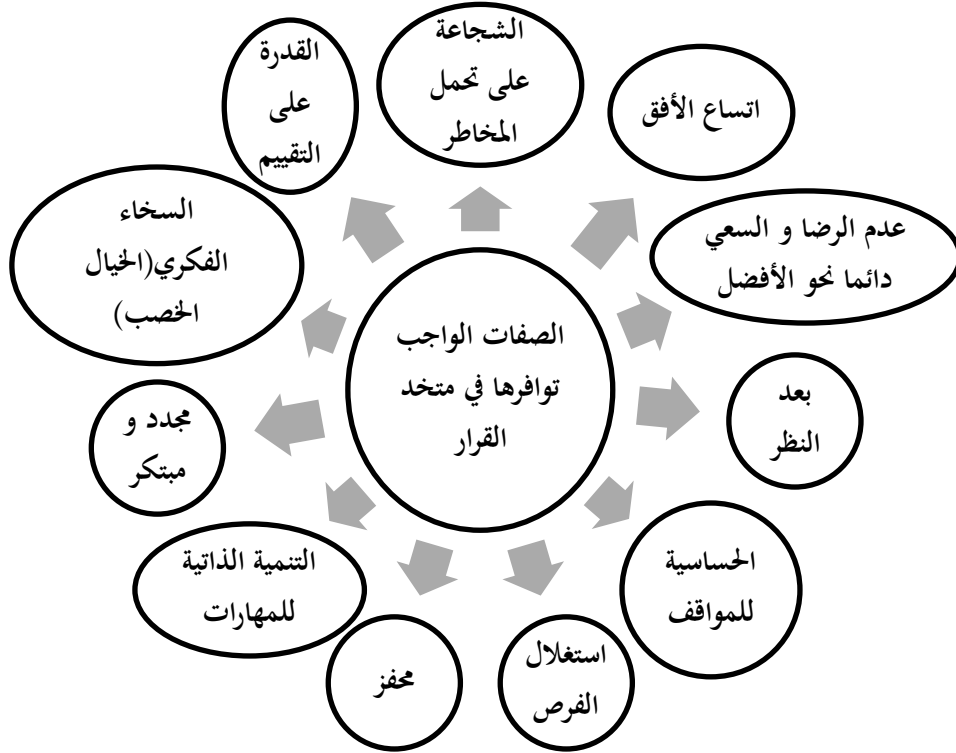 الصفات الواجب
توافرها في متخد
القرار
الشجاعة
على تحمل
المخاطر
اتساع الأفق
عدم الرضا و السعي
دائما نحو الأفضل
بعد
النظر
الحساسية
للمواقف
استغلال
الفرص
محفز
التنمية الذاتية
للمهارات
مجدد و
مبتكر
السخاء
الفكري(الخيال
الخصب)
القدرة
على
التقييم